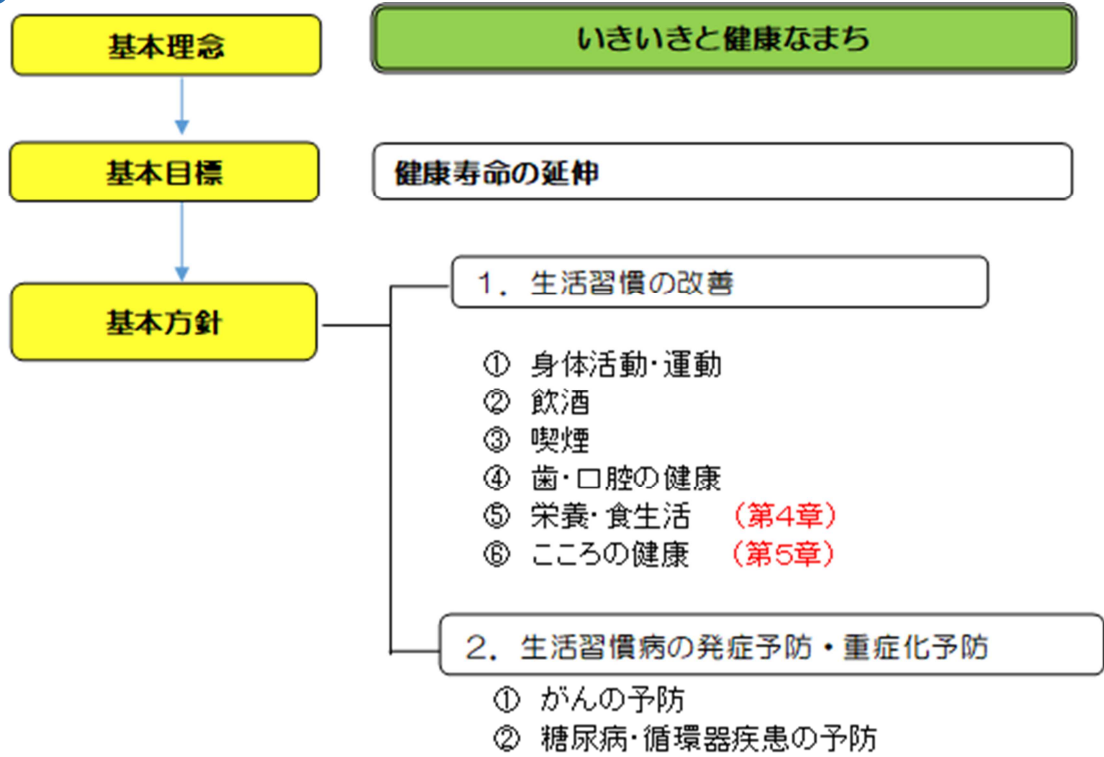 基本理念 いきいきと健康なまち
基本目標 健康寿命の延伸
基本方針
1. 生活習慣の改善
① 身体活動・運動
② 飲酒
③ 喫煙
④ 歯・口腔の健康
⑤ 栄養・食生活 (第4章)
⑥ こころの健康 (第5章)
2. 生活習慣病の発症予防・重症化予防
① がんの予防
② 糖尿病・循環器疾患の予防